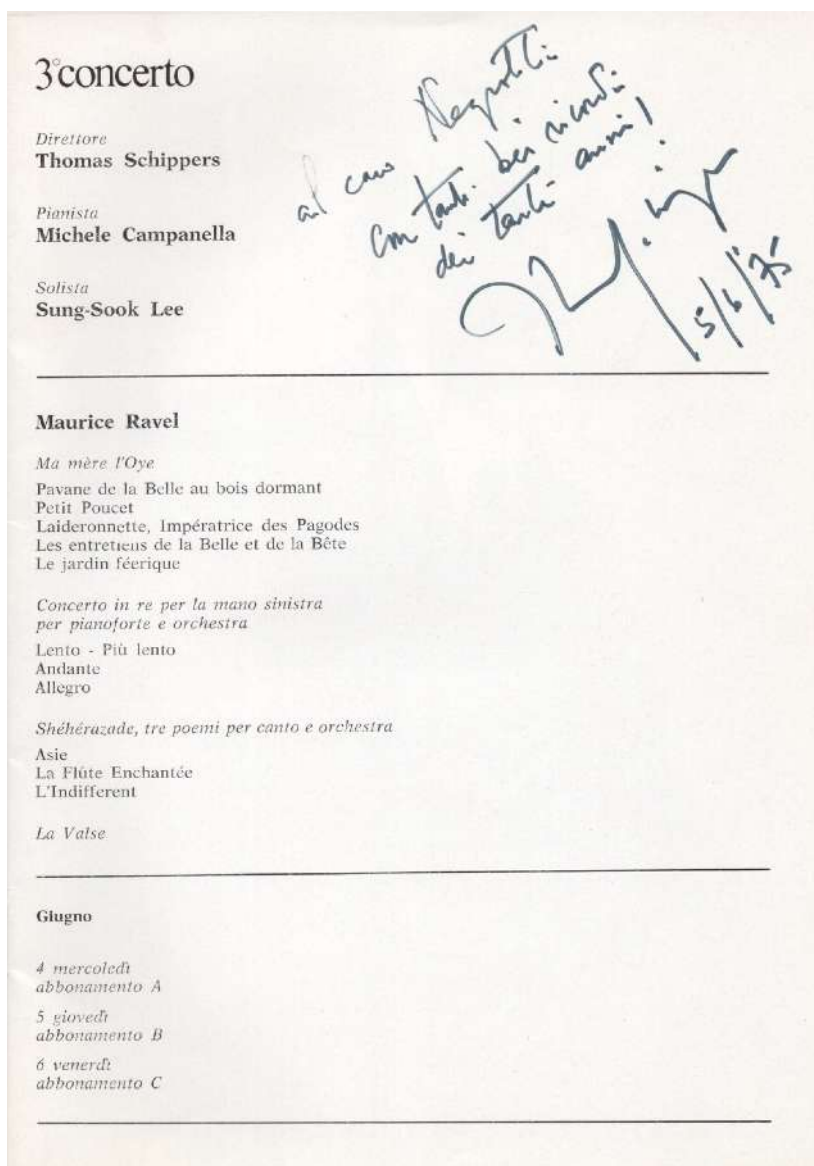 3° concerto
Direttore
Thomas Schippers
Pianista
Michele Campanella
Solista
Sung-Sook Lee
al caro
con tanti bei ricordi
dei tanti anni!
5/6/75
Maurice Ravel
Ma mère l'Oye
Pavane de la Belle au bois dormant
Petit Poucet
Laideronnette, Impératrice des Pagodes
Les entretiens de la Belle et de la Bête
Le jardin féerique
Concerto in re per la mano sinistra
per pianoforte e orchestra
Lento - Più lento
Andante
Allegro
Shéhérazade, tre poemi per canto e orchestra
Asie
La Flûte Enchantée
L'Indifferent
La Valse
Giugno
4 mercoledì
abbonamento A
5 giovedì
abbonamento B
6 venerdì
abbonamento C